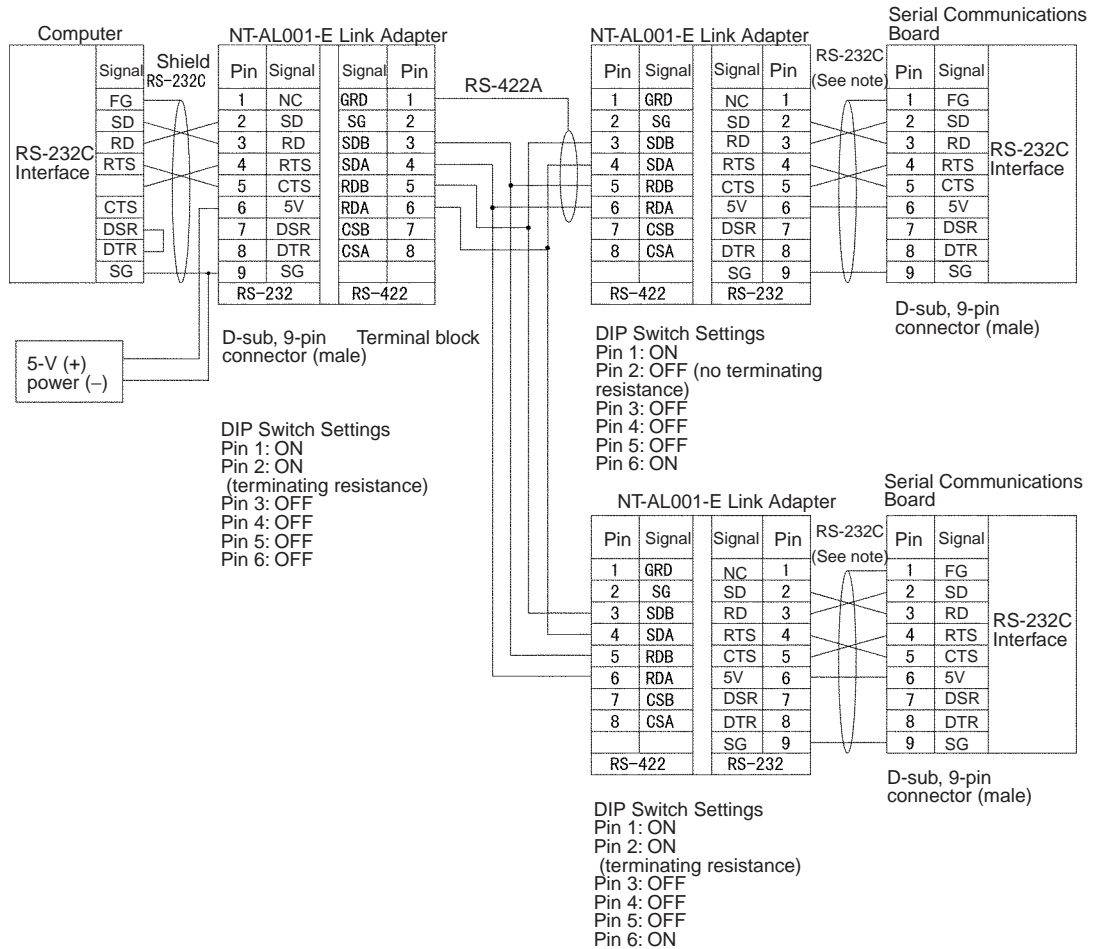 Computer
Signal
FG
SD
RD
RTS
CTS
DSR
DTR
SG
RS-232C
Interface
Shield
RS-232C
5-V (+)
power (–)
NT-AL001-E Link Adapter
Pin Signal Signal Pin
1 NC GRD 1
2 SD SG 2
3 RD SDB 3
4 RTS SDA 4
5 CTS RDB 5
6 5V RDA 6
7 DSR CSB 7
8 DTR CSA 8
9 SG
RS-232 RS-422
D-sub, 9-pin
connector (male)
Terminal block
DIP Switch Settings
Pin 1: ON
Pin 2: ON
(terminating resistance)
Pin 3: OFF
Pin 4: OFF
Pin 5: OFF
Pin 6: OFF
RS-422A
NT-AL001-E Link Adapter
Pin Signal Signal Pin
1 GRD NC 1
2 SG SD 2
3 SDB RD 3
4 SDA RTS 4
5 RDB CTS 5
6 RDA 5V 6
7 CSB DSR 7
8 CSA DTR 8
SG 9
RS-422 RS-232
RS-232C
(See note)
Serial Communications
Board
Pin Signal
1 FG
2 SD
3 RD
4 RTS
5 CTS
6 5V
7 DSR
8 DTR
9 SG
RS-232C
Interface
D-sub, 9-pin
connector (male)
DIP Switch Settings
Pin 1: ON
Pin 2: OFF (no terminating
resistance)
Pin 3: OFF
Pin 4: OFF
Pin 5: OFF
Pin 6: ON
NT-AL001-E Link Adapter
Pin Signal Signal Pin
1 GRD NC 1
2 SG SD 2
3 SDB RD 3
4 SDA RTS 4
5 RDB CTS 5
6 RDA 5V 6
7 CSB DSR 7
8 CSA DTR 8
SG 9
RS-422 RS-232
RS-232C
(See note)
Serial Communications
Board
Pin Signal
1 FG
2 SD
3 RD
4 RTS
5 CTS
6 5V
7 DSR
8 DTR
9 SG
RS-232C
Interface
D-sub, 9-pin
connector (male)
DIP Switch Settings
Pin 1: ON
Pin 2: ON
(terminating resistance)
Pin 3: OFF
Pin 4: OFF
Pin 5: OFF
Pin 6: ON